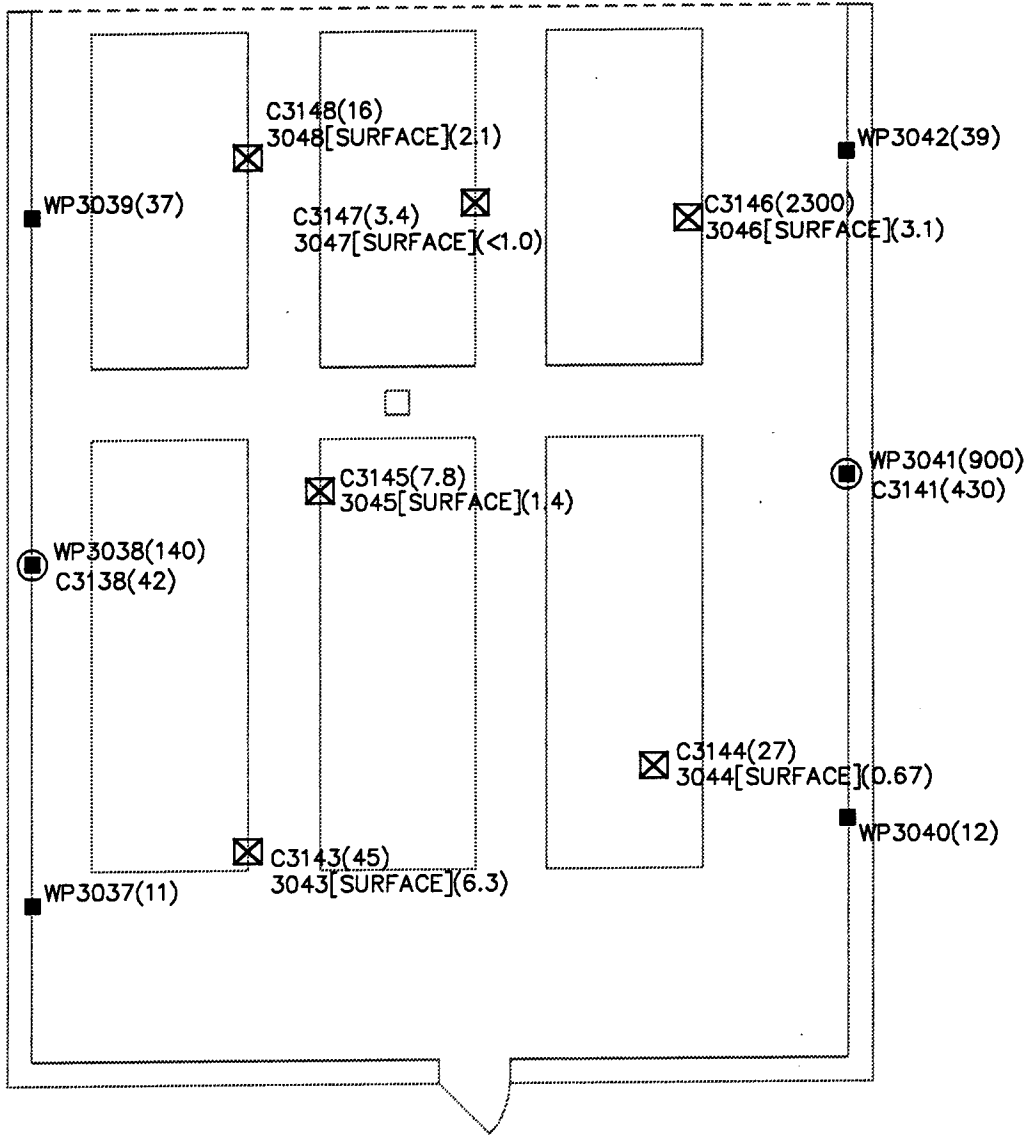 C3148(16)
3048[SURFACE](2.1)
WP3042(39)
WP3039(37)
C3147(3.4)
3047[SURFACE](<1.0)
C3146(2300)
3046[SURFACE](3.1)
C3145(7.8)
3045[SURFACE](1.4)
WP3041(900)
C3141(430)
WP3038(140)
C3138(42)
C3144(27)
3044[SURFACE](0.67)
WP3040(12)
C3143(45)
3043[SURFACE](6.3)
WP3037(11)